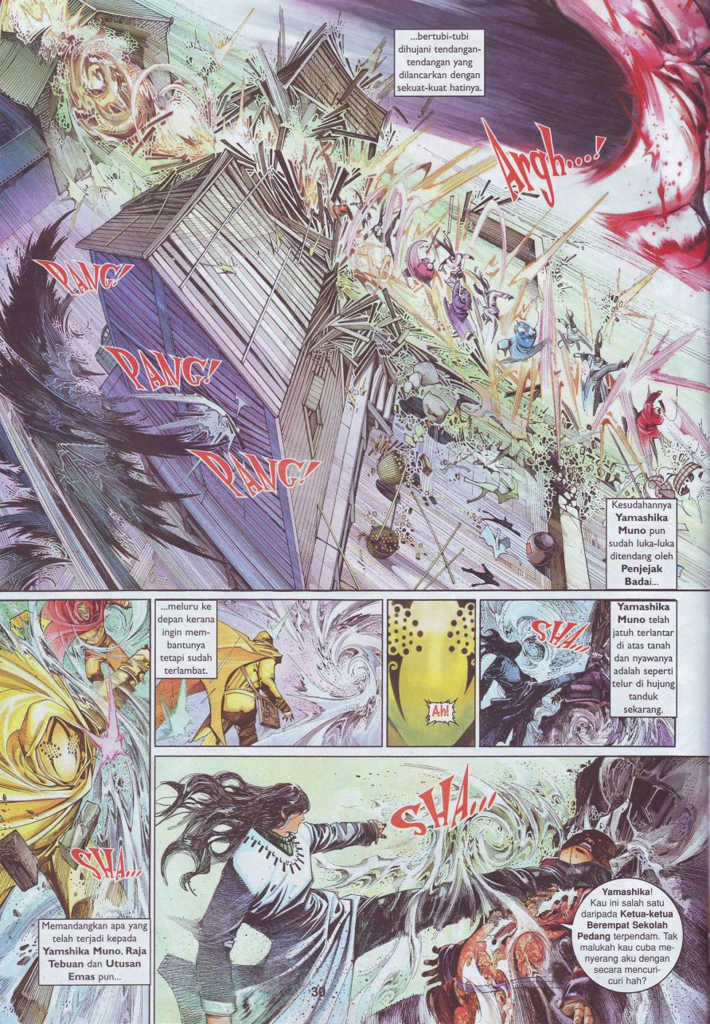 ...bertubi-tubi
dihujani tendangan-
tendangan yang
dilancarkan dengan
sekuat-kuat hatinya.
Argh....!
PANG!
PANG!
PANG!
Kesudahannya
Yamashika
Muno pun
sudah luka-luka
ditendang oleh
Penjejak
Badai...
...meluru ke
depan kerana
ingin mem-
bantunya
tetapi sudah
terlambat.
Ah!
SHA...
Yamashika
Muno telah
jatuh terlantar
di atas tanah
dan nyawanya
adalah seperti
telur di hujung
tanduk
sekarang.
SHA...
Memandangkan apa yang
telah terjadi kepada
Yamshika Muno, Raja
Tebuan dan Utusan
Emas pun...
SHA...
Yamashika!
Kau ini salah satu
daripada Ketua-ketua
Berempat Sekolah
Pedang terpendam. Tak
malukah kau cuba me-
nyerang aku dengan
secara mencuri-
curi hah?
30